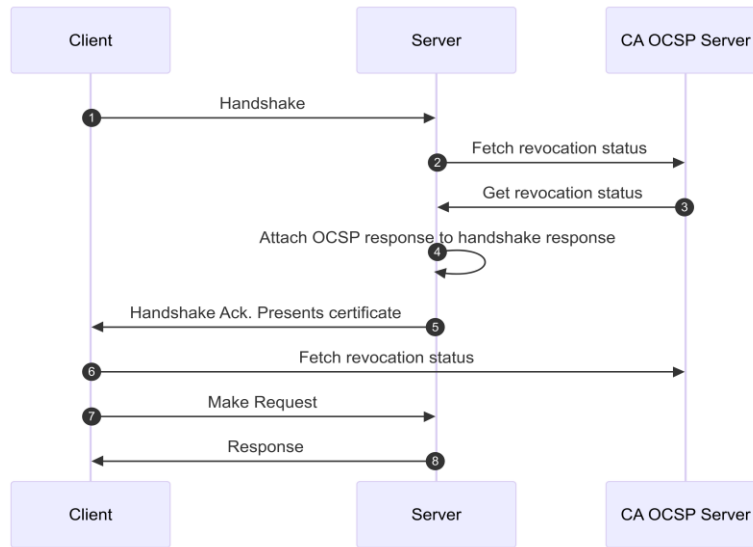 Client Server CA OCSP Server
1 Handshake
2 Fetch revocation status
Get revocation status 3
Attach OCSP response to handshake response
4
Handshake Ack. Presents certificate 5
Fetch revocation status
6
7 Make Request
Response 8
Client Server CA OCSP Server